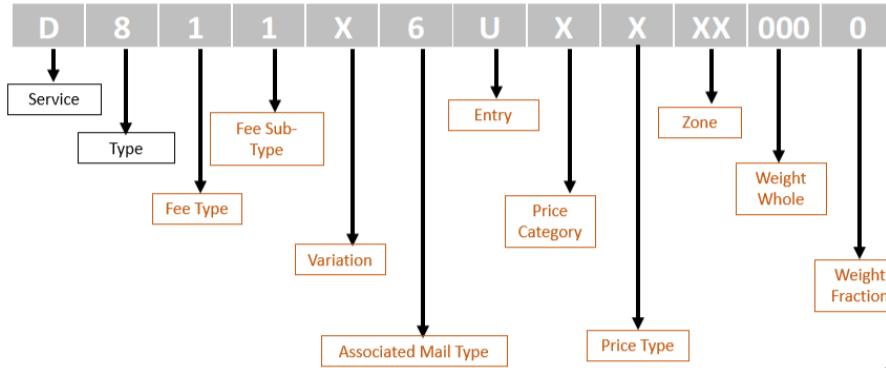 D 8 1 1 X 6 U X X XX 000 0
Service
Type
Fee Type
Fee Sub-
Type
Variation
Associated Mail Type
Entry
Price
Category
Price Type
Zone
Weight
Whole
Weight
Fraction